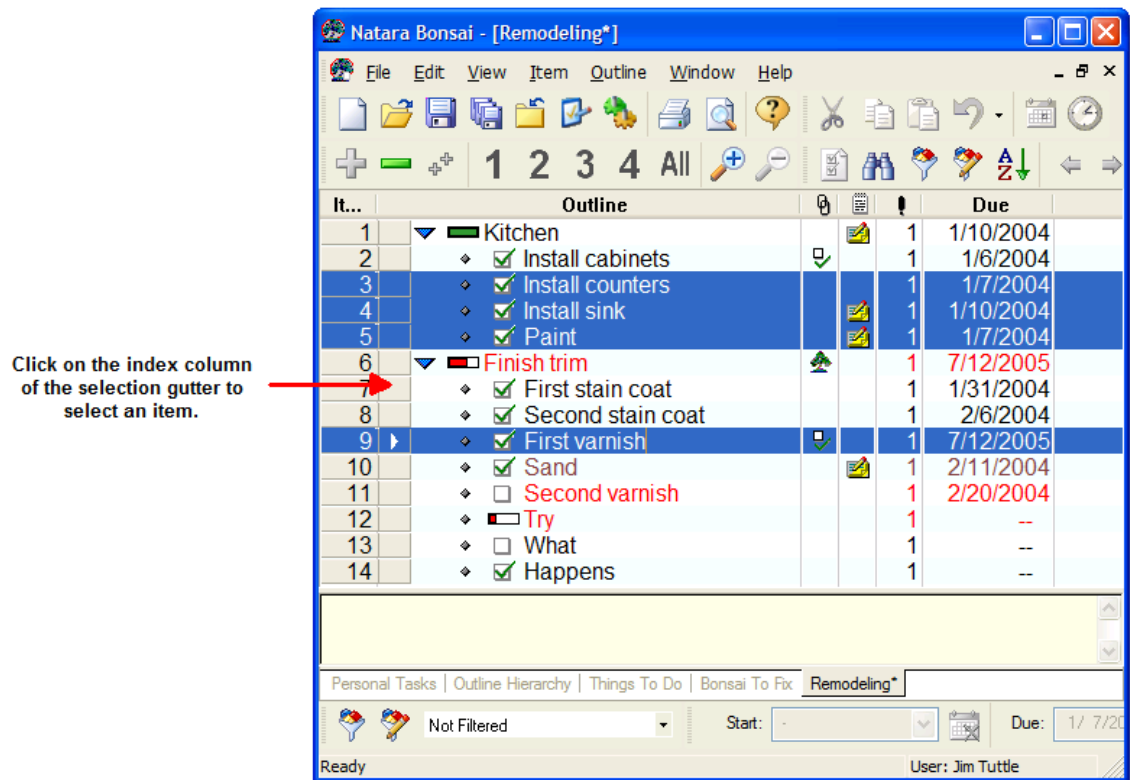 Natara Bonsai - [Remodeling*]
File Edit View Item Outline Window Help
1 2 3 4 All
It... Outline Due
1 Kitchen 1 1/10/2004
2 Install cabinets 1 1/6/2004
3 Install counters 1 1/7/2004
4 Install sink 1 1/10/2004
5 Paint 1 1/7/2004
6 Finish trim 1 7/12/2005
7 First stain coat 1 1/31/2004
8 Second stain coat 1 2/6/2004
9 First varnish 1 7/12/2005
10 Sand 1 2/11/2004
11 Second varnish 1 2/20/2004
12 Try 1 --
13 What 1 --
14 Happens 1 --
Click on the index column
of the selection gutter to
select an item.
Personal Tasks | Outline Hierarchy | Things To Do | Bonsai To Fix Remodeling*
Not Filtered Start: - Due: 1/ 7/20
Ready User: Jim Tuttle